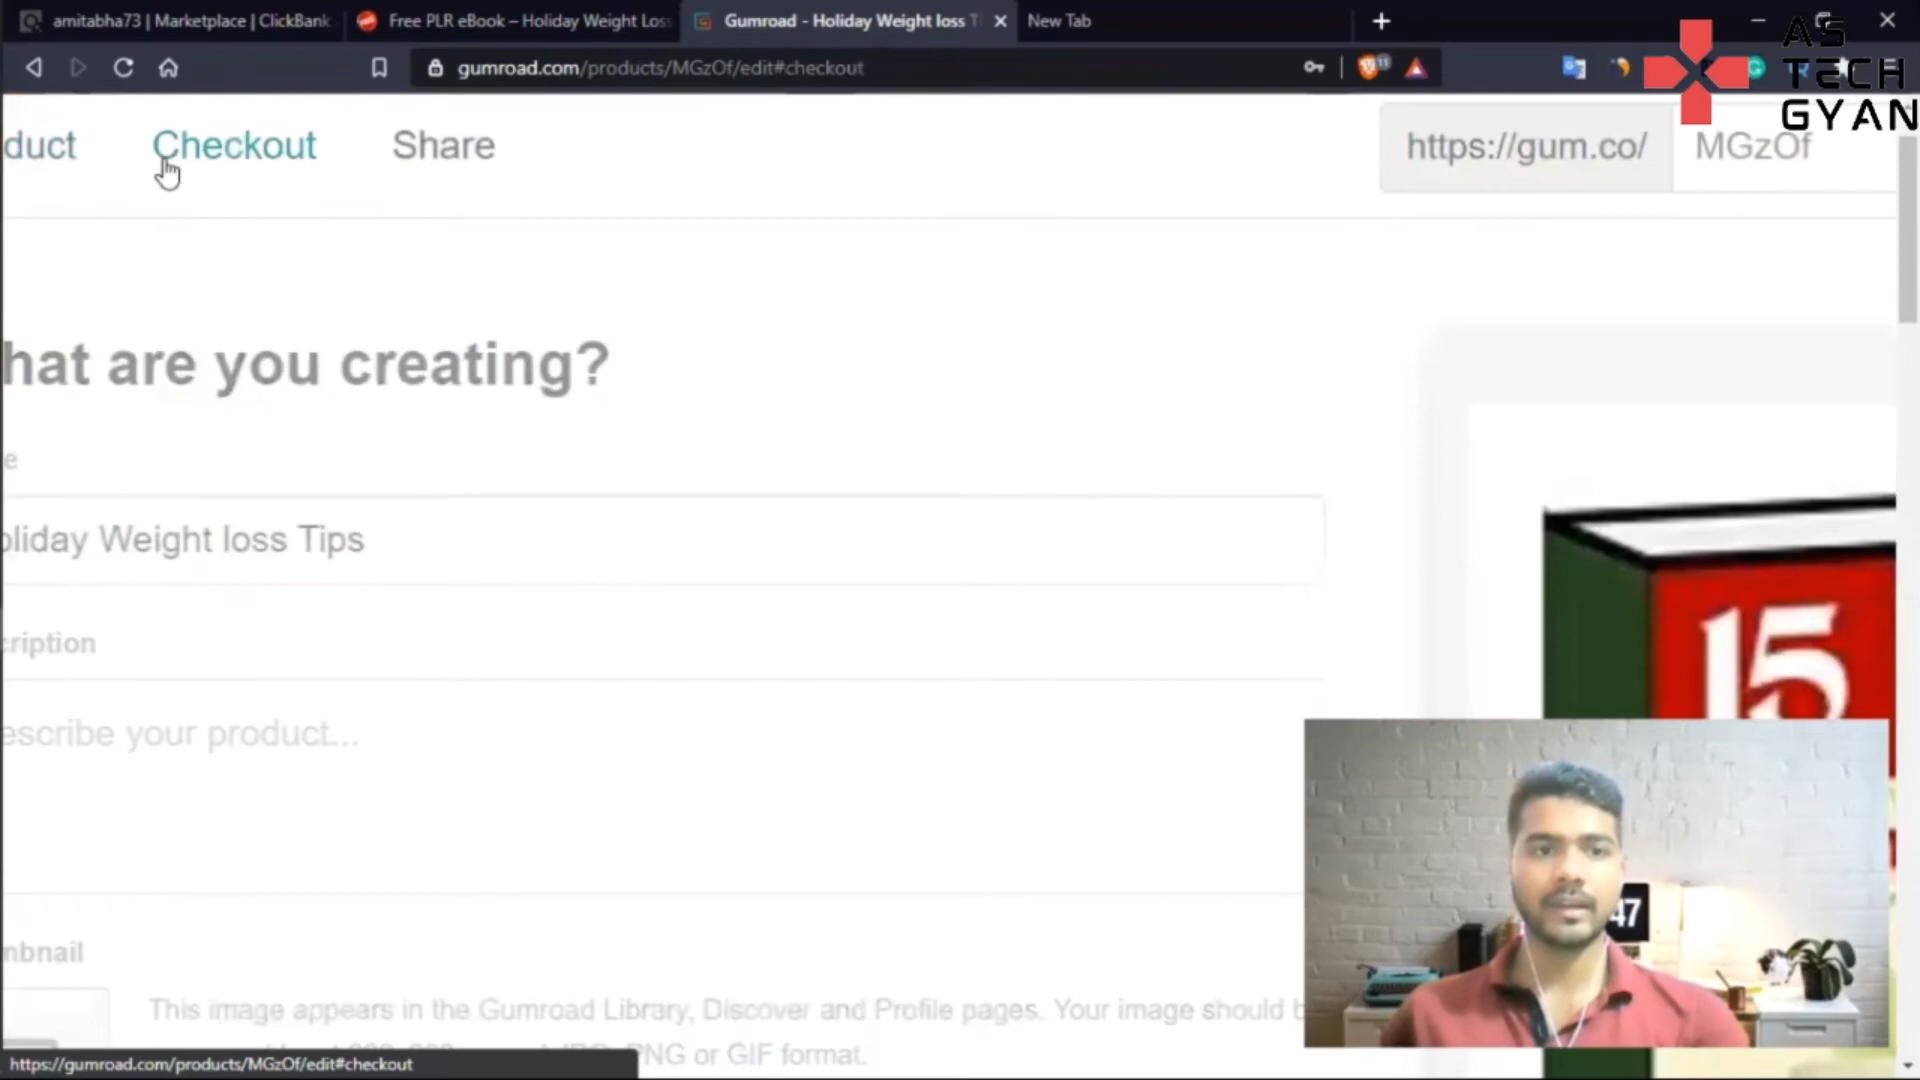 amitabha73 | Marketplace | ClickBank
Free PLR eBook – Holiday Weight Los
Gumroad - Holiday Weight loss T
New Tab
gumroad.com/products/MGzOf/edit#checkout
AS
TECH
GYAN
duct
Checkout
Share
https://gum.co/
MGzOf
hat are you creating?
e
oliday Weight loss Tips
cription
escribe your product...
mbnail
This image appears in the Gumroad Library, Discover and Profile pages. Your image should b
PNG or GIF format.
https://gumroad.com/products/MGzOf/edit#checkout
15
47